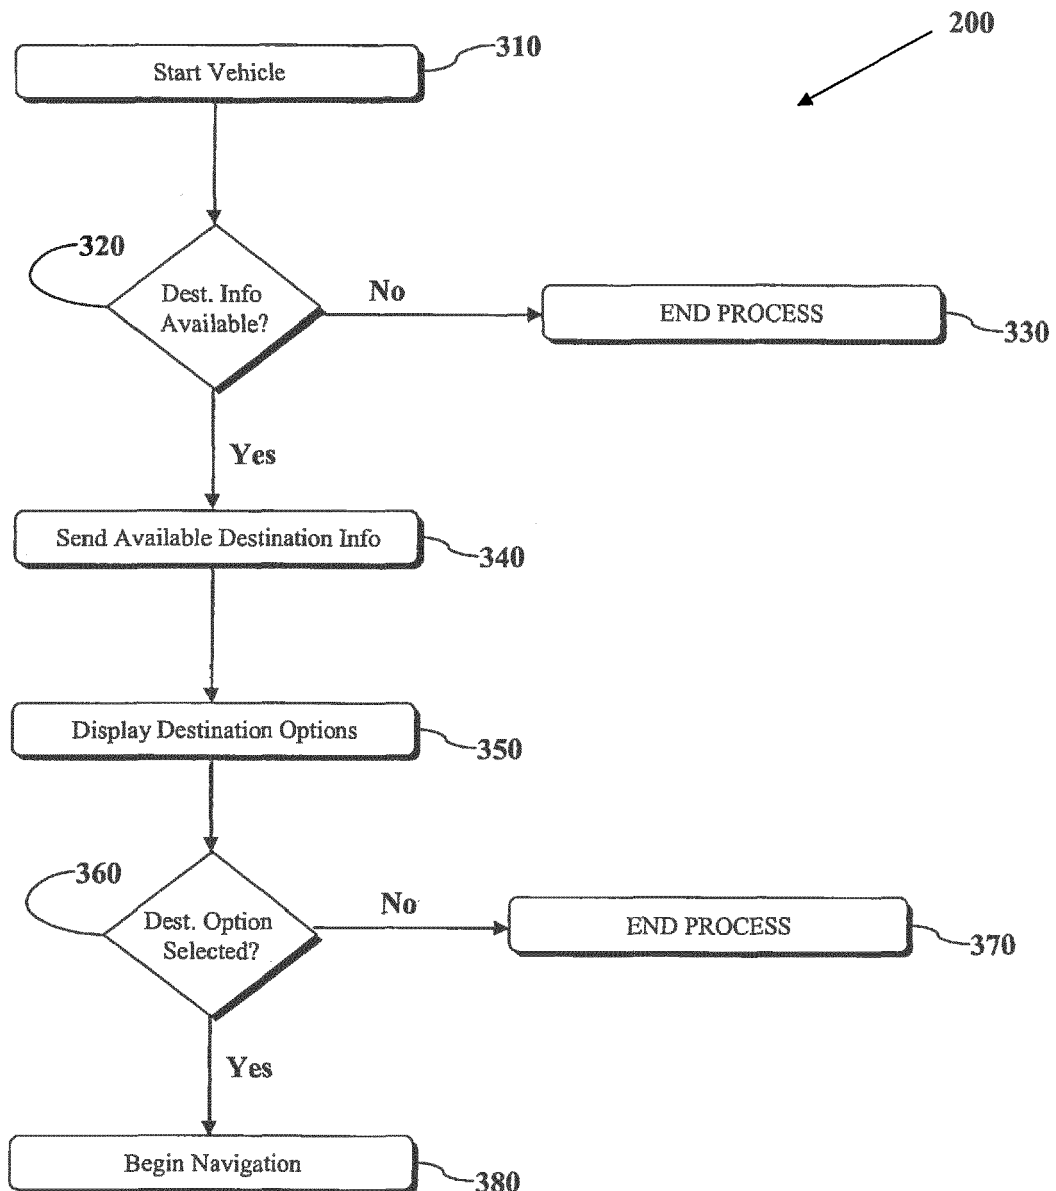 200
310
Start Vehicle
320
Dest. Info
Available?
No
END PROCESS
330
Yes
Send Available Destination Info
340
Display Destination Options
350
360
Dest. Option
Selected?
No
END PROCESS
370
Yes
Begin Navigation
380